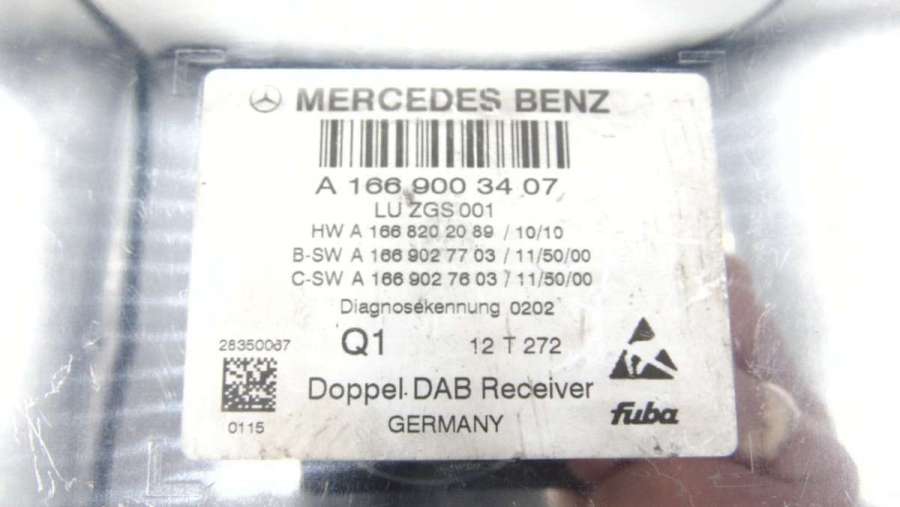 MERCEDES BENZ
A 166 900 34 07
LU ZGS 001
HW A 166 820 20 89 / 10/10
B-SW A 166 902 77 03 / 11/50/00
C-SW A 166 902 76 03 / 11/50/00
Diagnosekennung 0202
28350067
Q1
12 T 272
0115
Doppel DAB Receiver
GERMANY
fuba